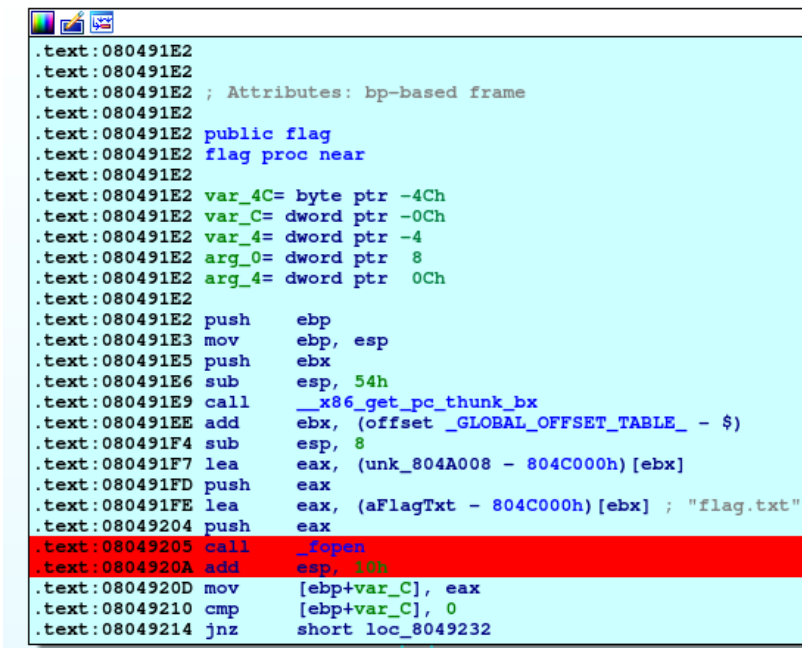 .text:080491E2
.text:080491E2
.text:080491E2 ; Attributes: bp-based frame
.text:080491E2
.text:080491E2 public flag
.text:080491E2 flag proc near
.text:080491E2
.text:080491E2 var_4C= byte ptr -4Ch
.text:080491E2 var_C= dword ptr -0Ch
.text:080491E2 var_4= dword ptr -4
.text:080491E2 arg_0= dword ptr  8
.text:080491E2 arg_4= dword ptr  0Ch
.text:080491E2
.text:080491E2 push    ebp
.text:080491E3 mov     ebp, esp
.text:080491E5 push    ebx
.text:080491E6 sub     esp, 54h
.text:080491E9 call    __x86_get_pc_thunk_bx
.text:080491EE add     ebx, (offset _GLOBAL_OFFSET_TABLE_ - $)
.text:080491F4 sub     esp, 8
.text:080491F7 lea     eax, (unk_804A008 - 804C000h)[ebx]
.text:080491FD push    eax
.text:080491FE lea     eax, (aFlagTxt - 804C000h)[ebx] ; "flag.txt"
.text:08049204 push    eax
.text:08049205 call    _fopen
.text:0804920A add     esp, 10h
.text:0804920D mov     [ebp+var_C], eax
.text:08049210 cmp     [ebp+var_C], 0
.text:08049214 jnz     short loc_8049232